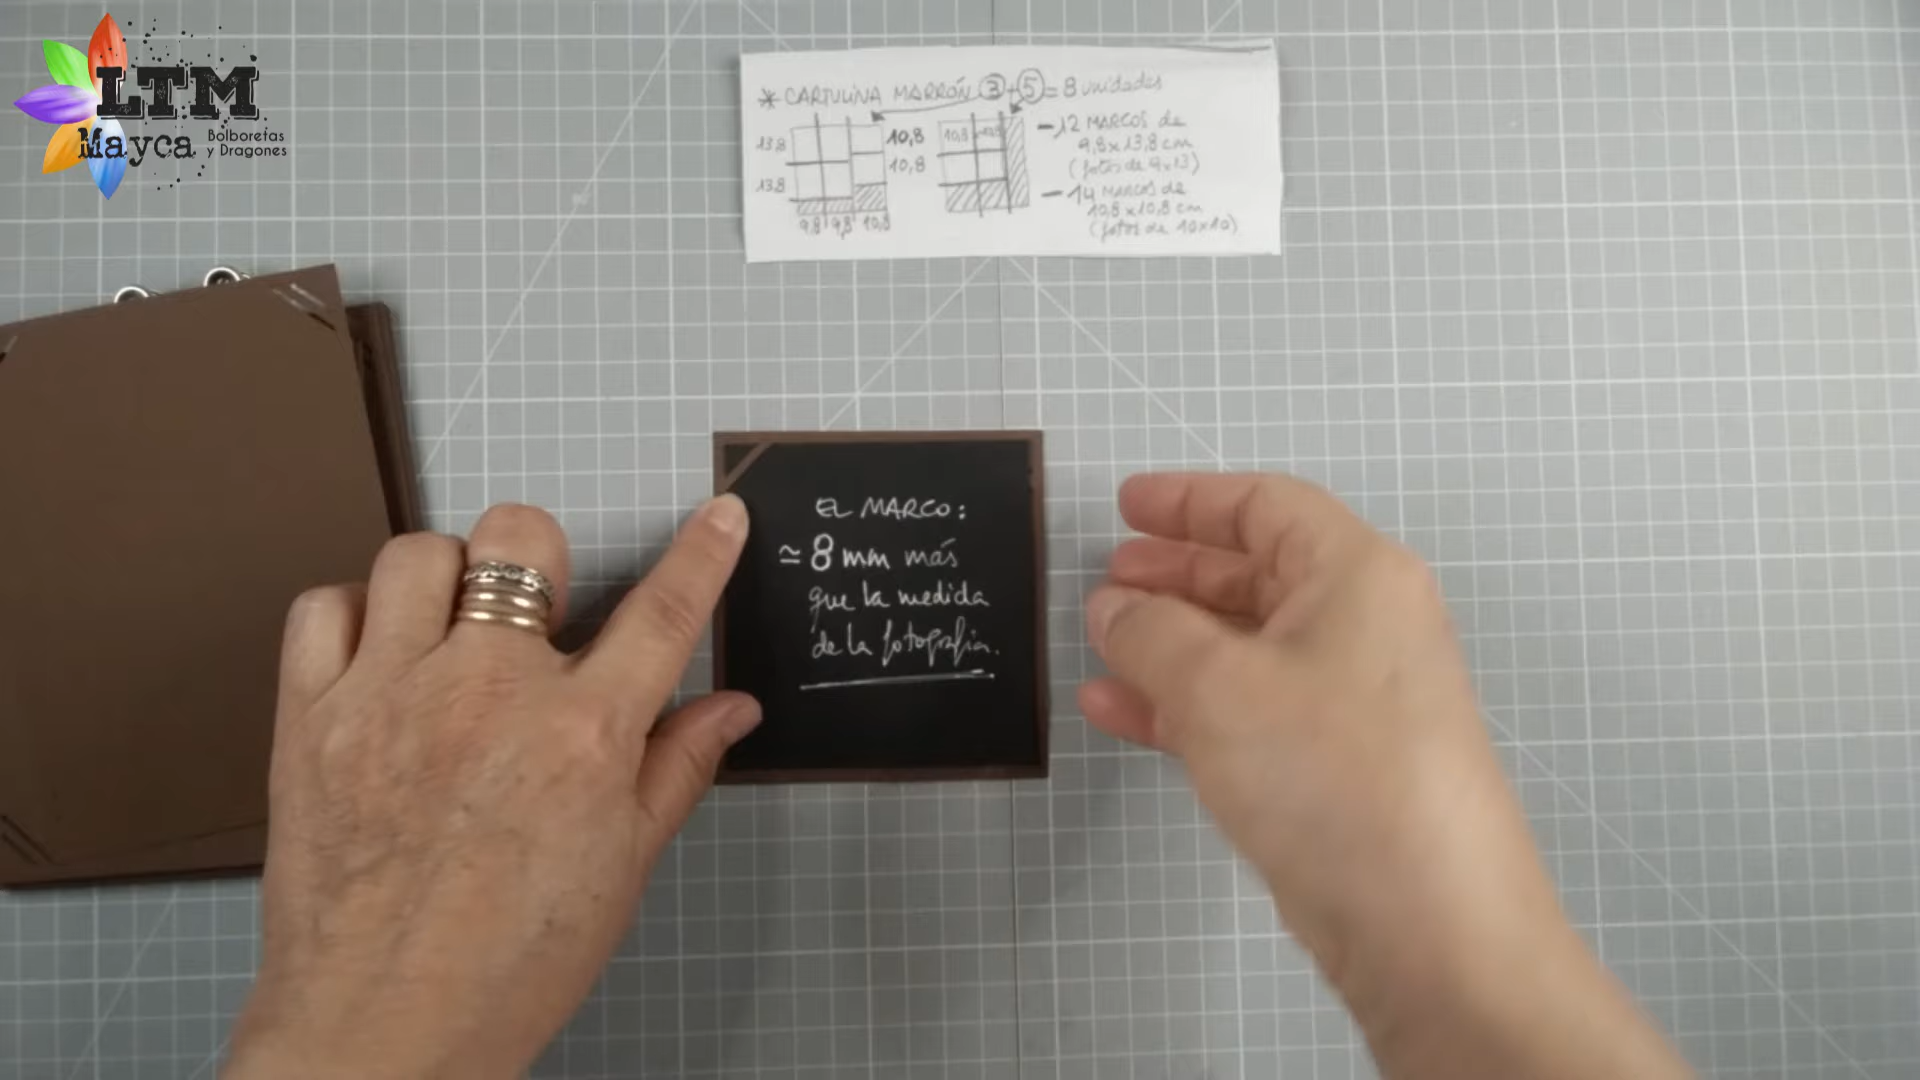 LTM
Mayca
Bolboretas
y Dragones
* CARTULINA MARRÓN 3 + 5 = 8 unidades
13,8
13,8
9,8 9,8 10,8
10,8
10,8
10,8 10,8
- 12 MARCOS de
9,8 x 13,8 cm
(fotos de 9x13)
- 14 MARCOS de
10,8 x 10,8 cm
(fotos de 10x10)
EL MARCO:
≃ 8 mm más
que la medida
de la fotografía.